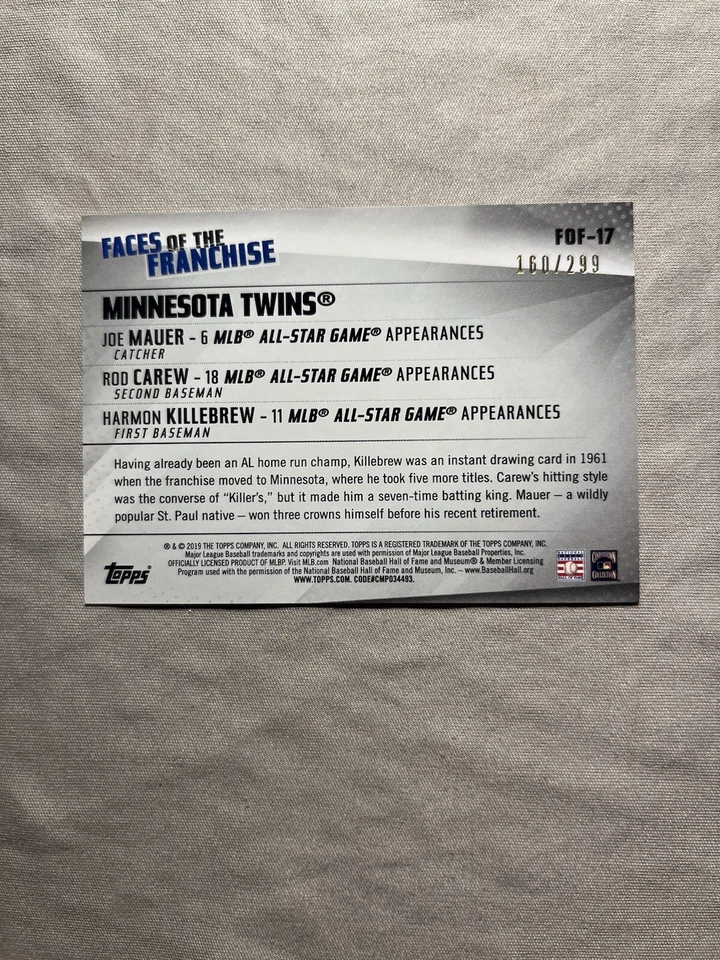 FACES OF THE
FRANCHISE
FOF-17
160/299
MINNESOTA TWINS®
JOE MAUER - 6 MLB® ALL-STAR GAME® APPEARANCES
CATCHER
ROD CAREW - 18 MLB® ALL-STAR GAME® APPEARANCES
SECOND BASEMAN
HARMON KILLEBREW - 11 MLB® ALL-STAR GAME® APPEARANCES
FIRST BASEMAN
Having already been an AL home run champ, Killebrew was an instant drawing card in 1961
when the franchise moved to Minnesota, where he took five more titles. Carew's hitting style
was the converse of "Killer's," but it made him a seven-time batting king. Mauer — a wildly
popular St. Paul native — won three crowns himself before his recent retirement.
® & © 2019 THE TOPPS COMPANY, INC. ALL RIGHTS RESERVED. TOPPS IS A REGISTERED TRADEMARK OF THE TOPPS COMPANY, INC.
Major League Baseball trademarks and copyrights are used with permission of Major League Baseball Properties, Inc.
OFFICIALLY LICENSED PRODUCT OF MLBP. Visit MLB.com National Baseball Hall of Fame and Museum® & Member Licensing
Program used with the permission of the National Baseball Hall of Fame and Museum, Inc. – www.BaseballHall.org
WWW.TOPPS.COM. CODE#CMP034493.
Topps
NATIONAL
BASEBALL
HALL OF FAME
COOPERSTOWN
COLLECTION